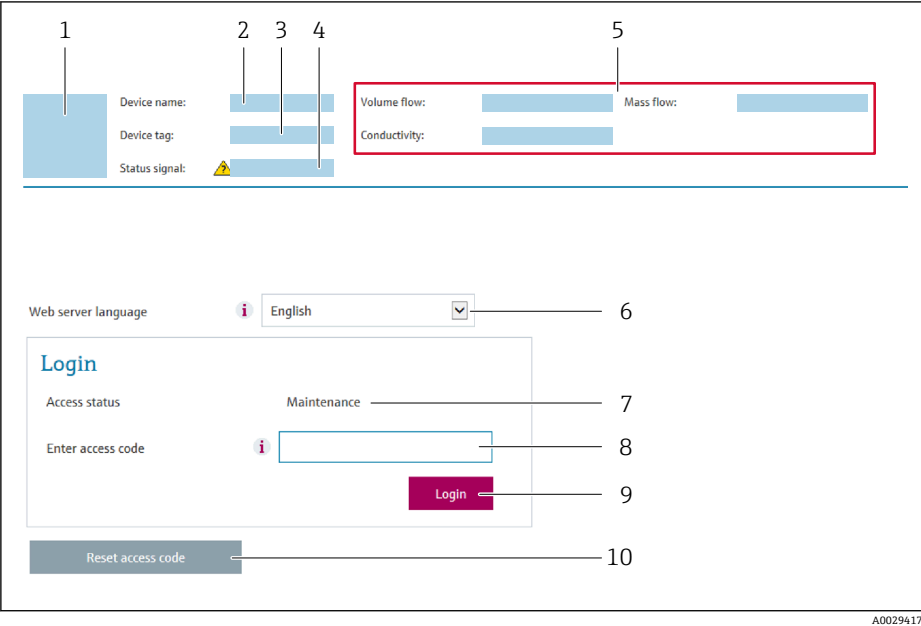 1 2 3 4 5
Device name: Volume flow: Mass flow:
Device tag: Conductivity:
Status signal: ?
Web server language i English 6
Login
Access status Maintenance 7
Enter access code i 8
Login 9
Reset access code 10
A0029417